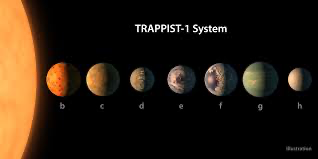 TRAPPIST-1 System
b c d e f g h
Illustration